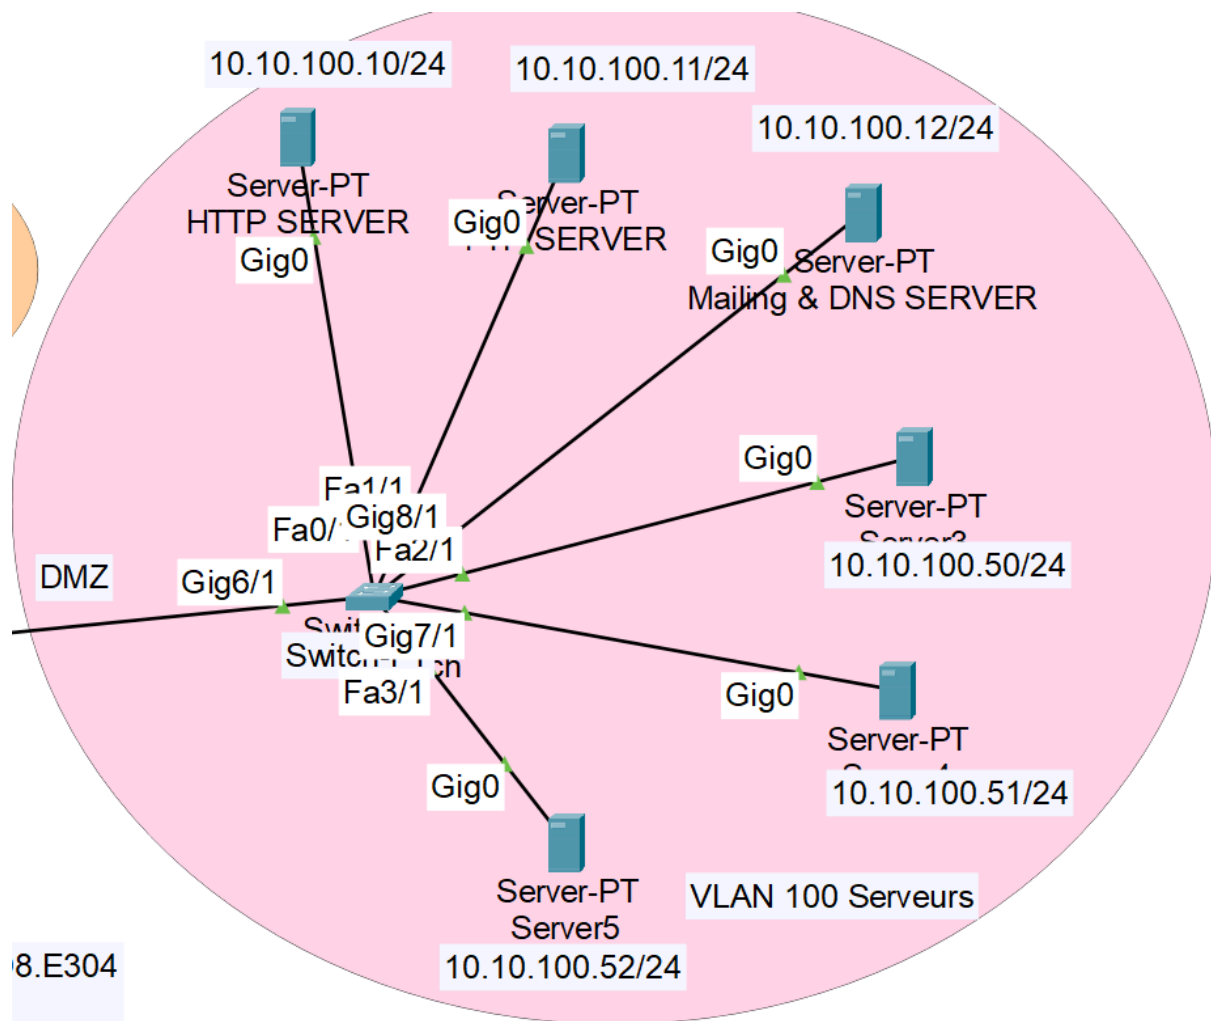 10.10.100.10/24
10.10.100.11/24
10.10.100.12/24
Server-PT
HTTP SERVER
Gig0
Server-PT
SERVER
Gig0
Server-PT
Mailing & DNS SERVER
Gig0
Gig0
Server-PT
10.10.100.50/24
Fa1/1
Gig8/1
Fa0/
Fa2/1
DMZ
Gig6/1
Gig7/1
Fa3/1
Gig0
Server-PT
10.10.100.51/24
Gig0
Server-PT
Server5
10.10.100.52/24
VLAN 100 Serveurs
8.E304